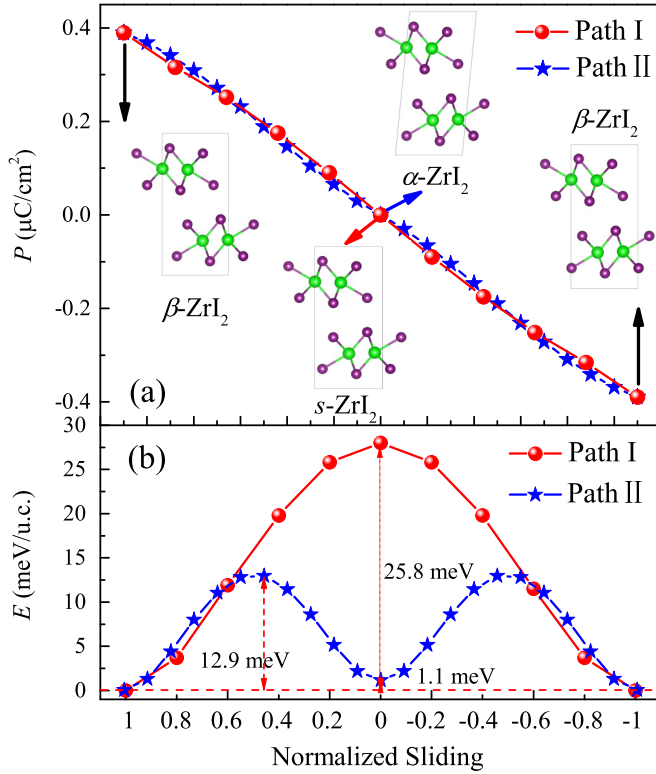 0.4
0.2
0.0
-0.2
-0.4
P (μC/cm²)
Path I
Path II
α-ZrI₂
β-ZrI₂
β-ZrI₂
s-ZrI₂
(a)
(b)
Path I
Path II
30
25
20
15
10
5
0
E (meV/u.c.)
25.8 meV
12.9 meV
1.1 meV
1 0.8 0.6 0.4 0.2 0 -0.2 -0.4 -0.6 -0.8 -1
Normalized Sliding